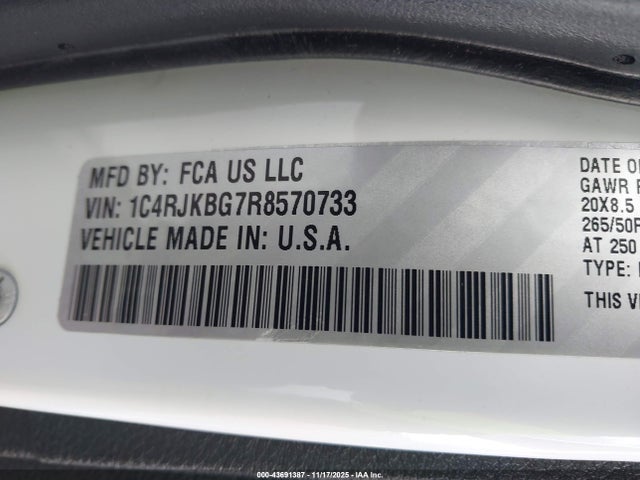 MFD BY: FCA US LLC
VIN: 1C4RJKBG7R8570733
VEHICLE MADE IN: U.S.A.
DATE OF
GAWR
20X8.5
265/50
AT 250
TYPE:
THIS
000-43691387 - 11/17/2025 - IAA Inc.